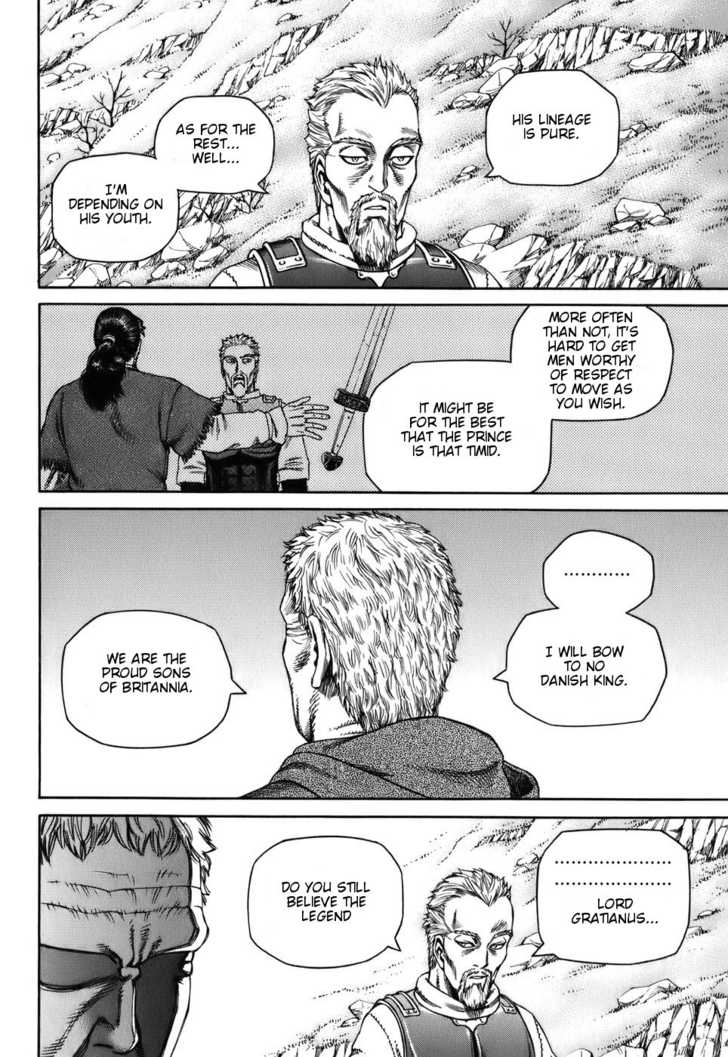 HIS LINEAGE
IS PURE.
AS FOR THE
REST...
WELL...
I'M
DEPENDING ON
HIS YOUTH.
MORE OFTEN
THAN NOT, IT'S
HARD TO GET
MEN WORTHY
OF RESPECT
TO MOVE AS
YOU WISH.
IT MIGHT BE
FOR THE BEST
THAT THE PRINCE
IS THAT TIMID.
............
I WILL BOW
TO NO
DANISH KING.
WE ARE THE
PROUD SONS
OF BRITANNIA.
.....................
.....................
LORD
GRATIANUS...
DO YOU STILL
BELIEVE THE
LEGEND